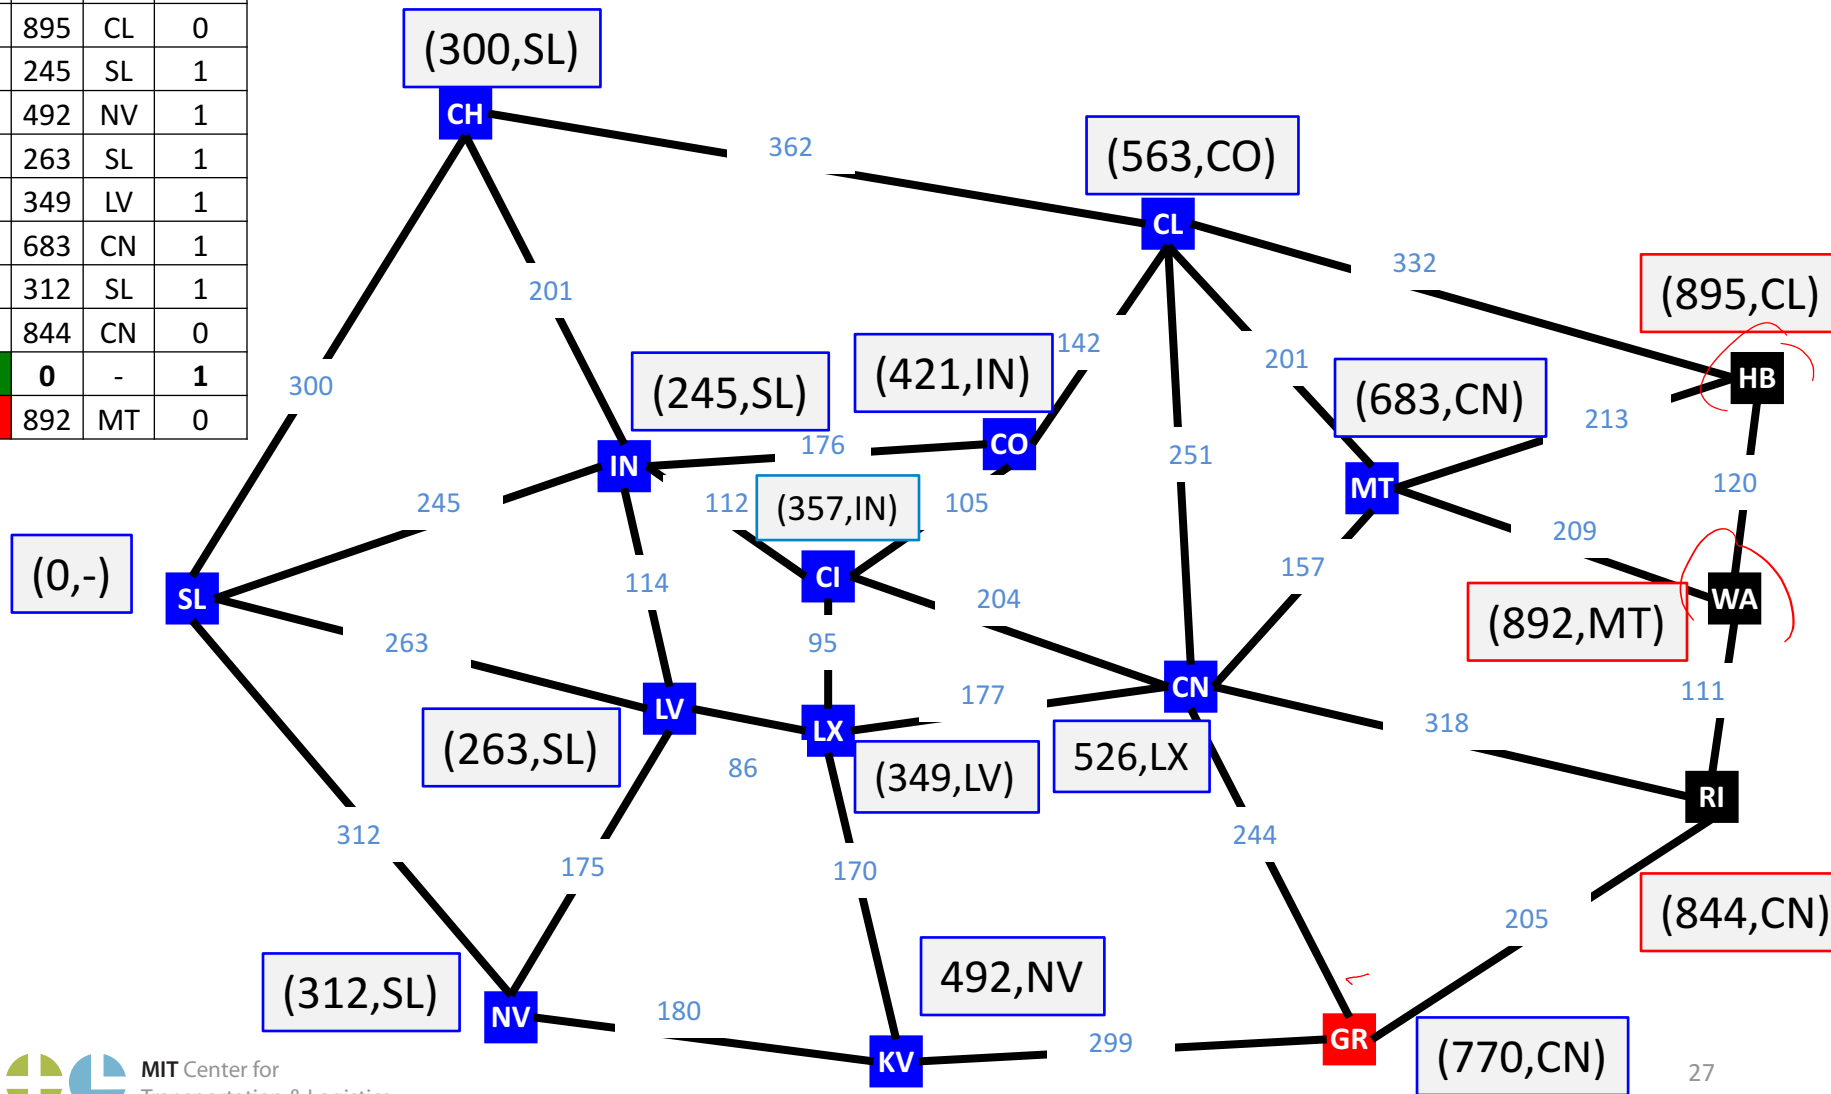 895 CL 0
245 SL 1
492 NV 1
263 SL 1
349 LV 1
683 CN 1
312 SL 1
844 CN 0
0 - 1
892 MT 0
(300,SL)
CH
362
(563,CO)
CL
332
(895,CL)
HB
201
142
(421,IN)
201
300
(245,SL)
(683,CN)
213
176
CO
IN
251
MT
120
245
112
(357,IN)
105
209
(0,-)
SL
CI
157
114
204
WA
(892,MT)
263
95
177
CN
111
LV
LX
318
(263,SL)
86
(349,LV)
526,LX
RI
312
175
170
244
205
(844,CN)
(312,SL)
492,NV
NV
180
299
KV
GR
(770,CN)
MIT Center for
Transportation & Logistics
27